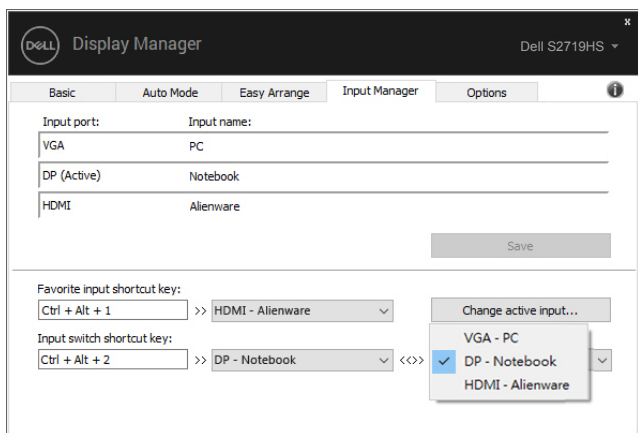 x
DELL Display Manager Dell S2719HS
Basic Auto Mode Easy Arrange Input Manager Options i
Input port: Input name:
VGA PC
DP (Active) Notebook
HDMI Alienware
Save
Favorite input shortcut key:
Ctrl + Alt + 1 >> HDMI - Alienware Change active input...
Input switch shortcut key:
VGA - PC
Ctrl + Alt + 2 >> DP - Notebook <<>> DP - Notebook
HDMI - Alienware